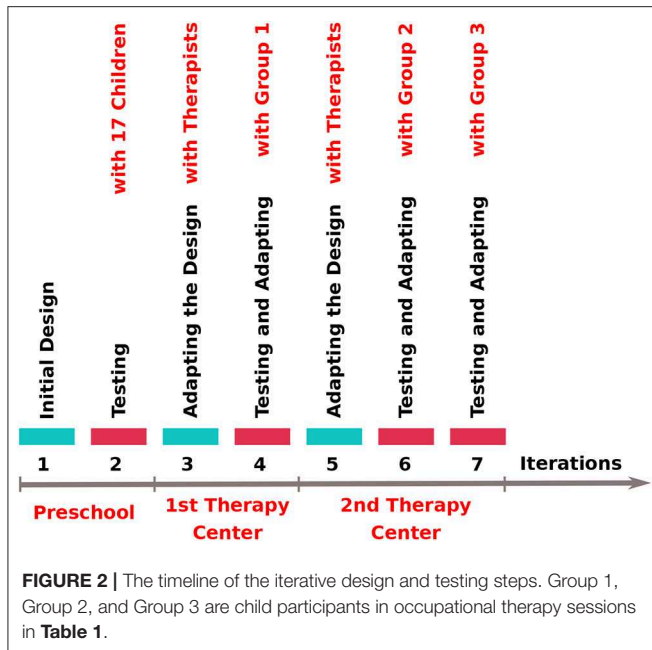 Initial Design
Testing
with 17 Children
Adapting the Design
with Therapists
Testing and Adapting
with Group 1
Adapting the Design
with Therapists
Testing and Adapting
with Group 2
Testing and Adapting
with Group 3
1 2 3 4 5 6 7 Iterations
Preschool
1st Therapy
Center
2nd Therapy
Center
FIGURE 2 | The timeline of the iterative design and testing steps. Group 1,
Group 2, and Group 3 are child participants in occupational therapy sessions
in Table 1.